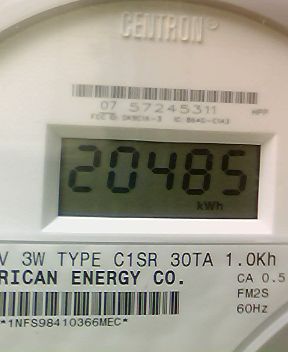 CENTRON®
07 57245311 HPP
20485
kWh
V 3W TYPE C1SR 30TA 1.0Kh
RICAN ENERGY CO.
CA 0.5
FM2S
60Hz
*1NFS98410366MEC*